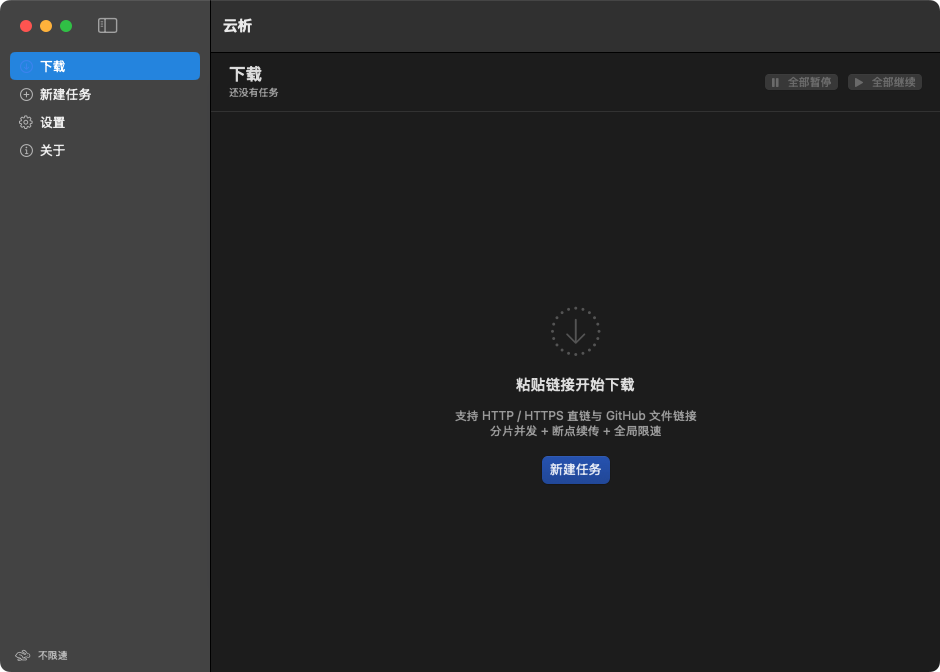 云析
下载
新建任务
设置
关于
下载
还没有任务
全部暂停
全部继续
粘贴链接开始下载
支持 HTTP / HTTPS 直链与 GitHub 文件链接
分片并发 + 断点续传 + 全局限速
新建任务
不限速